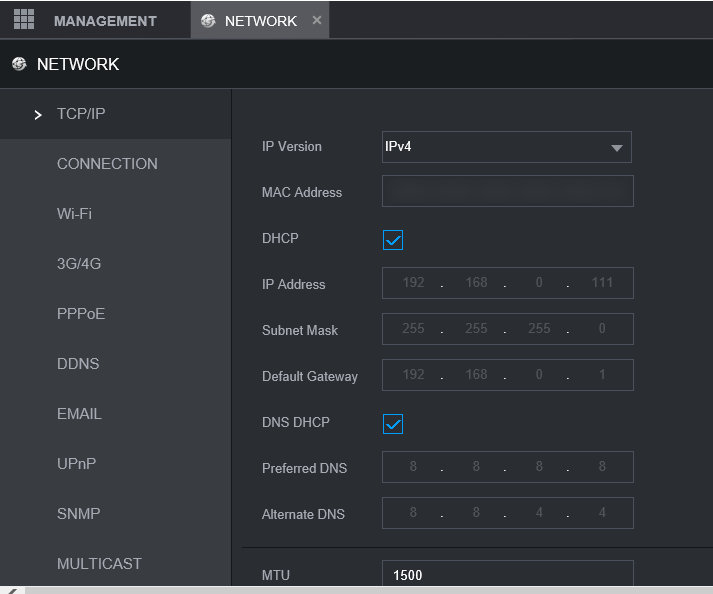 MANAGEMENT
NETWORK
NETWORK
TCP/IP
CONNECTION
Wi-Fi
3G/4G
PPPoE
DDNS
EMAIL
UPnP
SNMP
MULTICAST
IP Version IPv4
MAC Address
DHCP
IP Address 192 . 168 . 0 . 111
Subnet Mask 255 . 255 . 255 . 0
Default Gateway 192 . 168 . 0 . 1
DNS DHCP
Preferred DNS 8 . 8 . 8 . 8
Alternate DNS 8 . 8 . 4 . 4
MTU 1500